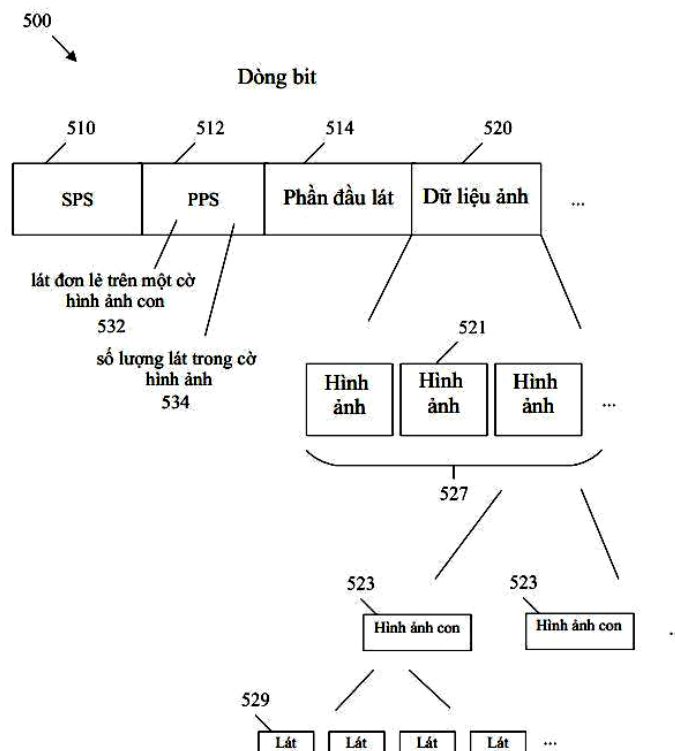 500
Dòng bit
510
512
514
520
SPS
PPS
Phần đầu lát
Dữ liệu ảnh
...
lát đơn lẻ trên một cờ
hình ảnh con
532
số lượng lát trong cờ
hình ảnh
534
521
Hình
ảnh
Hình
ảnh
Hình
ảnh
...
527
523
523
Hình ảnh con
Hình ảnh con
...
529
Lát
Lát
Lát
Lát
...